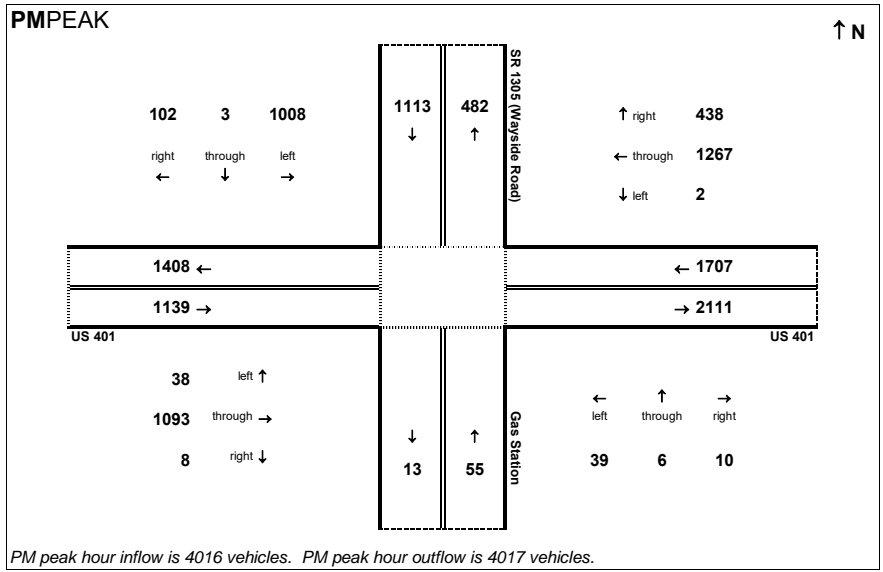 PMPEAK
↑ N
SR 1305 (Wayside Road)
102 3 1008
right through left
← ↓ →
1113 482
↓ ↑
↑ right 438
← through 1267
↓ left 2
1408 ←
← 1707
1139 →
→ 2111
US 401
US 401
38 left ↑
1093 through →
8 right ↓
↓ ↑
13 55
Gas Station
← ↑ →
left through right
39 6 10
PM peak hour inflow is 4016 vehicles. PM peak hour outflow is 4017 vehicles.